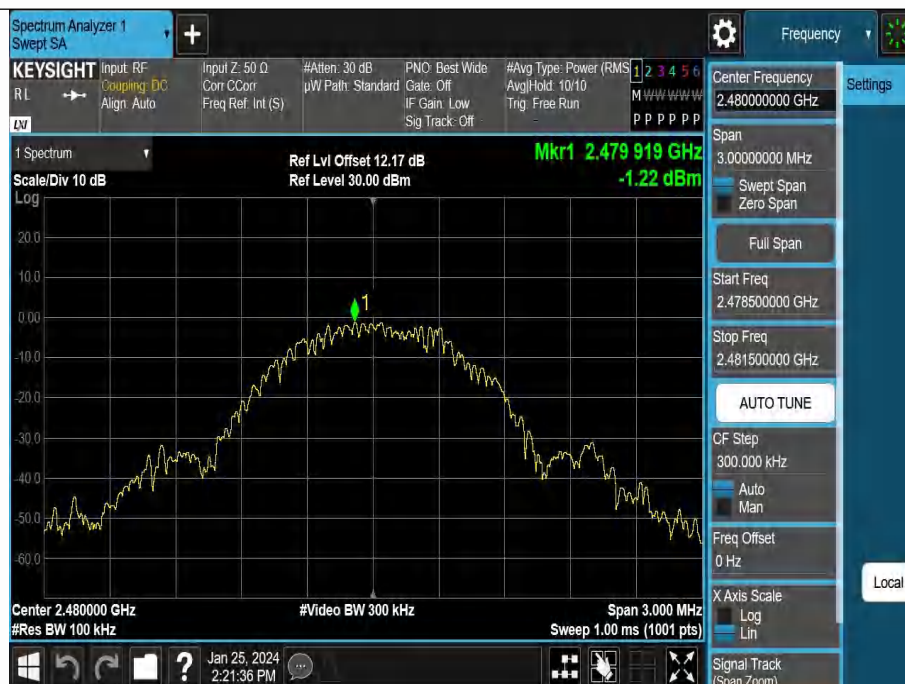 Spectrum Analyzer 1
Swept SA
+
Frequency
KEYSIGHT
RL
LXI
Input: RF
Coupling: DC
Align: Auto
Input Z: 50 Ω
Corr CCorr
Freq Ref: Int (S)
#Atten: 30 dB
µW Path: Standard
PNO: Best Wide
Gate: Off
IF Gain: Low
Sig Track: Off
#Avg Type: Power (RMS
Avg|Hold: 10/10
Trig: Free Run
1 2 3 4 5 6
M W W W W W
P P P P P P
1 Spectrum
Scale/Div 10 dB
Ref Lvl Offset 12.17 dB
Ref Level 30.00 dBm
Mkr1 2.479 919 GHz
-1.22 dBm
Log
20.0
10.0
0.00
-10.0
-20.0
-30.0
-40.0
-50.0
-60.0
1
Center 2.480000 GHz
#Res BW 100 kHz
#Video BW 300 kHz
Span 3.000 MHz
Sweep 1.00 ms (1001 pts)
Center Frequency
2.480000000 GHz
Settings
Span
3.00000000 MHz
Swept Span
Zero Span
Full Span
Start Freq
2.478500000 GHz
Stop Freq
2.481500000 GHz
AUTO TUNE
CF Step
300.000 kHz
Auto
Man
Freq Offset
0 Hz
Local
X Axis Scale
Log
Lin
Signal Track
(Span Zoom)
?
Jan 25, 2024
2:21:36 PM